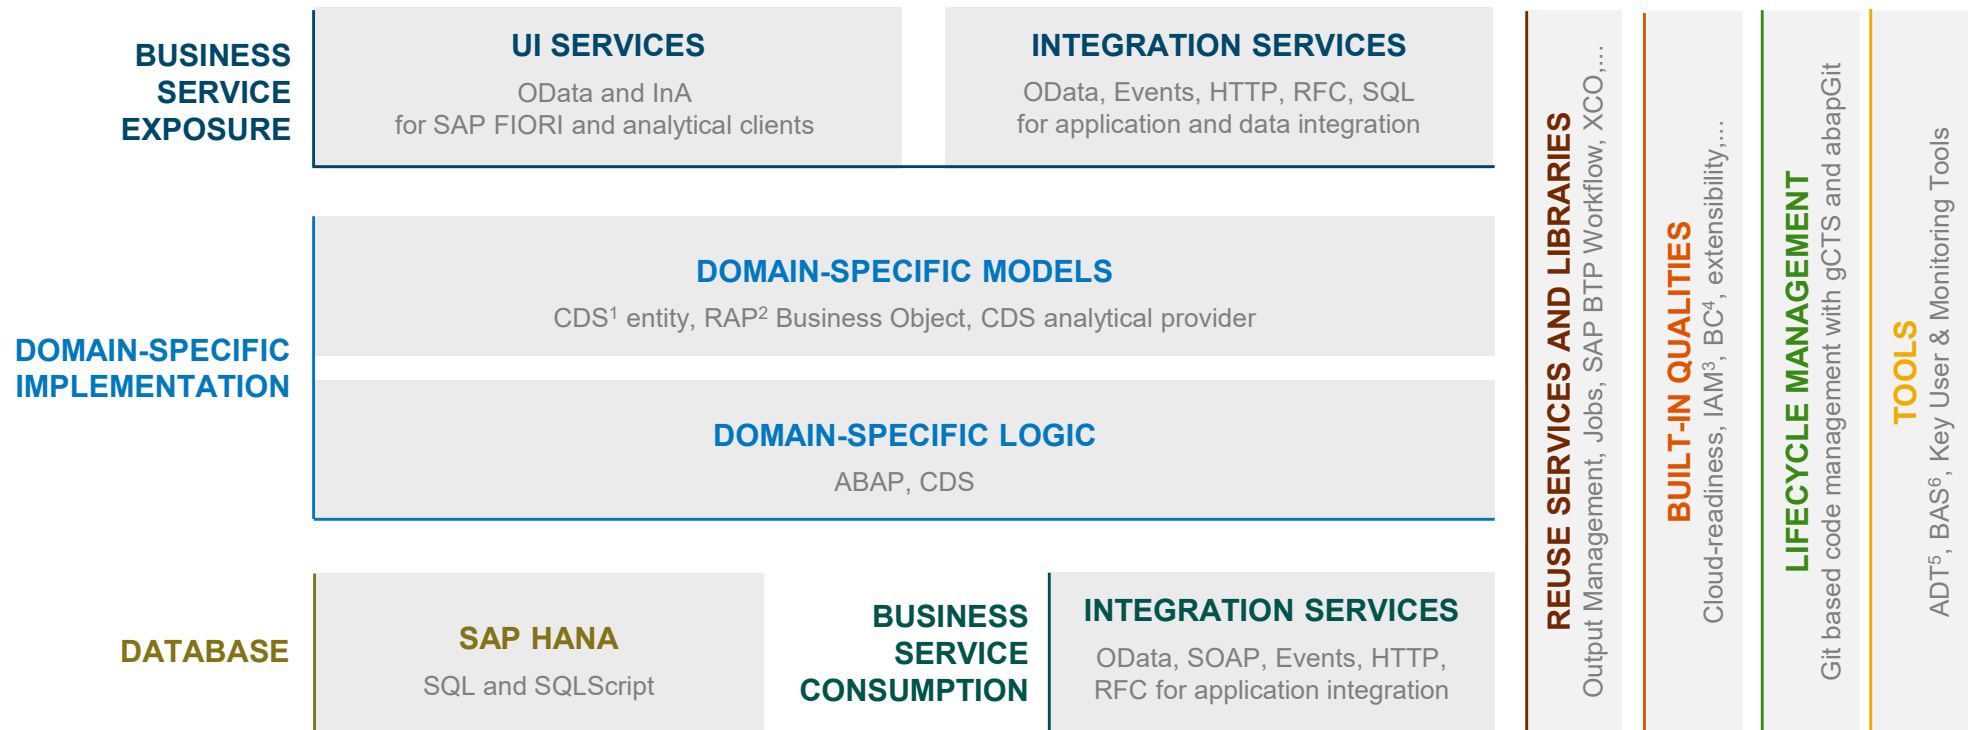 BUSINESS
SERVICE
EXPOSURE
UI SERVICES
OData and InA
for SAP FIORI and analytical clients
INTEGRATION SERVICES
OData, Events, HTTP, RFC, SQL
for application and data integration
DOMAIN-SPECIFIC
IMPLEMENTATION
DOMAIN-SPECIFIC MODELS
CDS¹ entity, RAP² Business Object, CDS analytical provider
DOMAIN-SPECIFIC LOGIC
ABAP, CDS
DATABASE
SAP HANA
SQL and SQLScript
BUSINESS
SERVICE
CONSUMPTION
INTEGRATION SERVICES
OData, SOAP, Events, HTTP,
RFC for application integration
REUSE SERVICES AND LIBRARIES
Output Management, Jobs, SAP BTP Workflow, XCO,…
BUILT-IN QUALITIES
Cloud-readiness, IAM³, BC⁴, extensibility,…
LIFECYCLE MANAGEMENT
Git based code management with gCTS and abapGit
TOOLS
ADT⁵, BAS⁶, Key User & Monitoring Tools